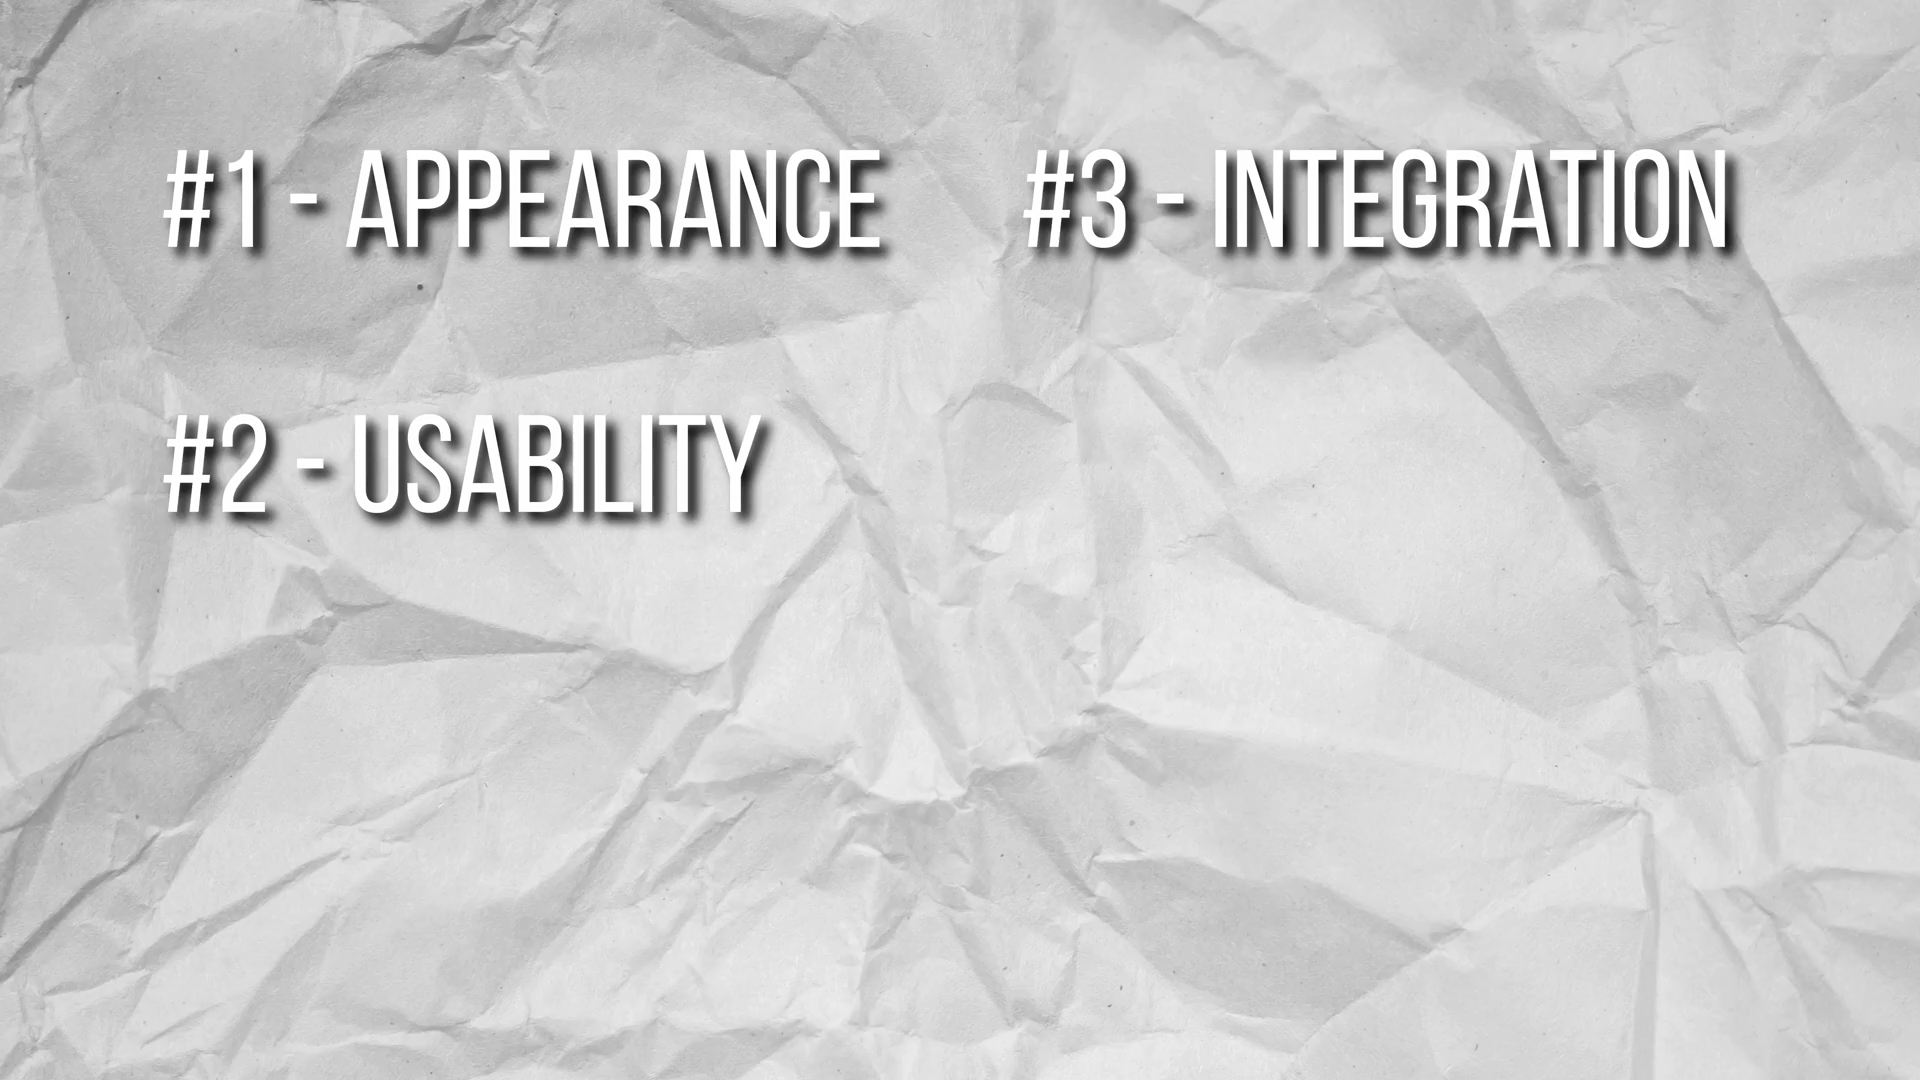 #1 - APPEARANCE
#2 - USABILITY
#3 - INTEGRATION